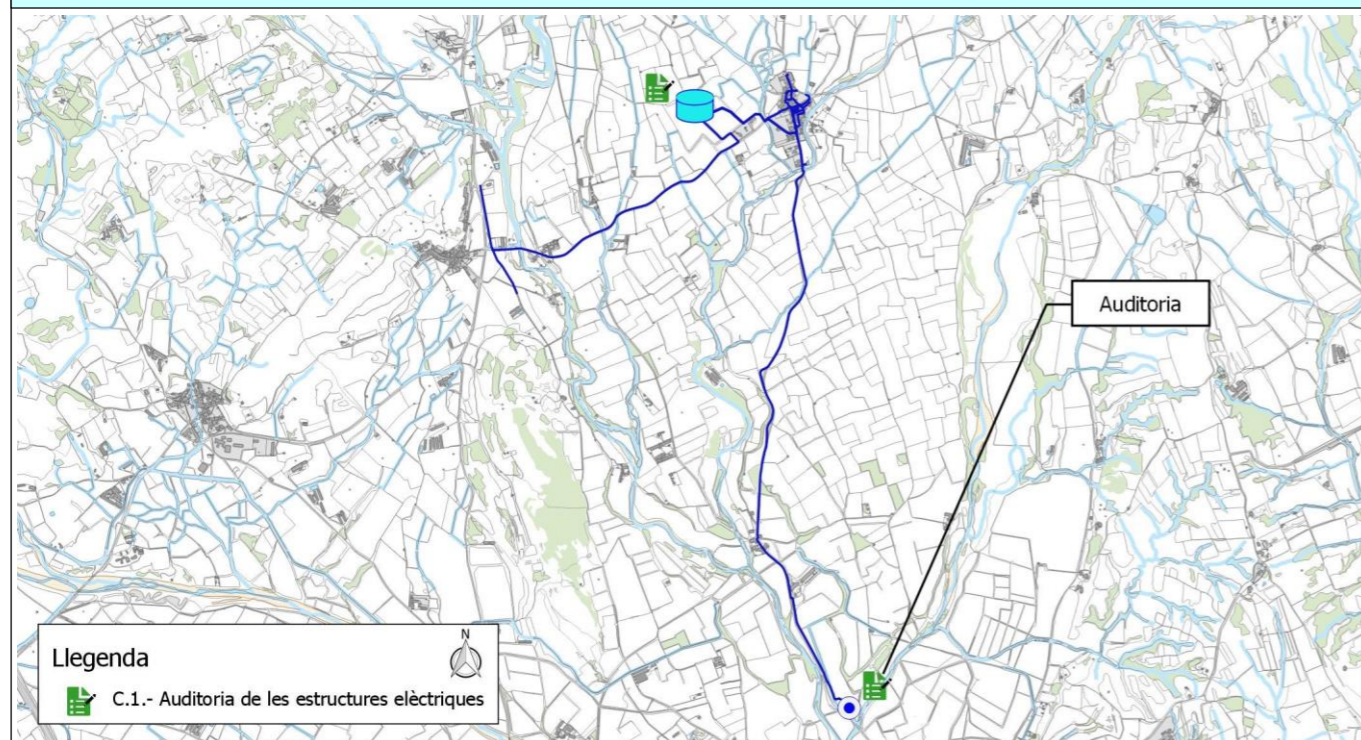 Auditoria
Llegenda
N
C.1.- Auditoria de les estructures elèctriques